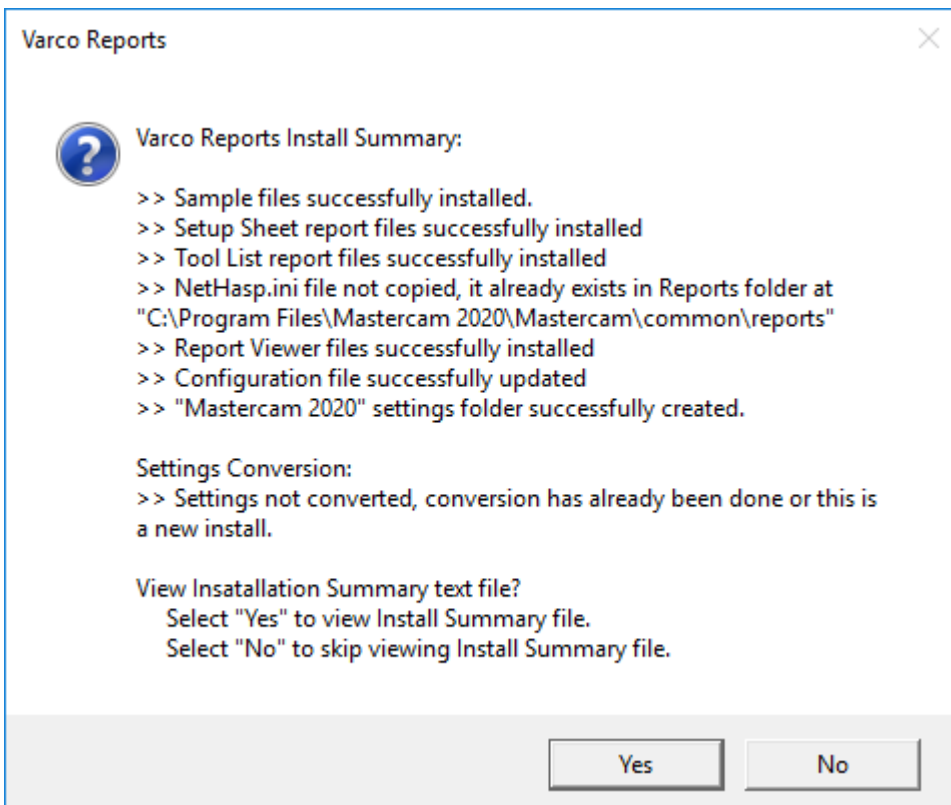 Varco Reports
Varco Reports Install Summary:
>> Sample files successfully installed.
>> Setup Sheet report files successfully installed
>> Tool List report files successfully installed
>> NetHasp.ini file not copied, it already exists in Reports folder at
"C:\Program Files\Mastercam 2020\Mastercam\common\reports"
>> Report Viewer files successfully installed
>> Configuration file successfully updated
>> "Mastercam 2020" settings folder successfully created.
Settings Conversion:
>> Settings not converted, conversion has already been done or this is
a new install.
View Insatallation Summary text file?
Select "Yes" to view Install Summary file.
Select "No" to skip viewing Install Summary file.
Yes
No